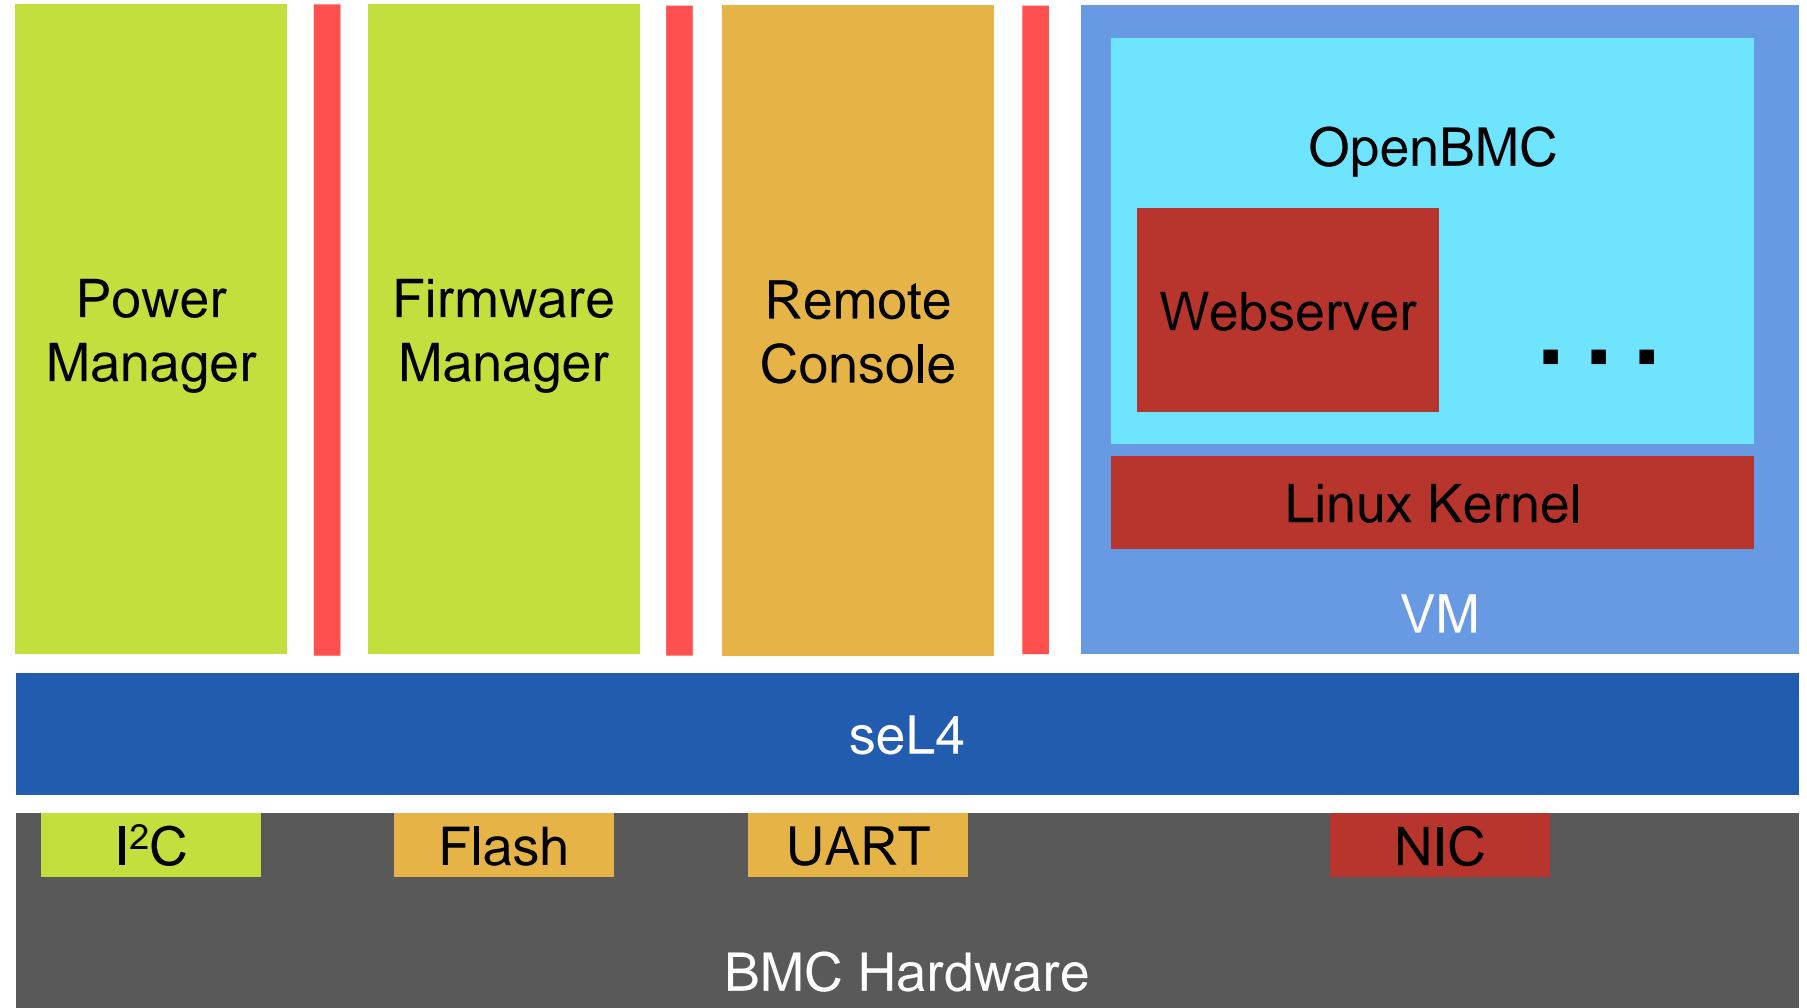 Power
Manager
Firmware
Manager
Remote
Console
OpenBMC
Webserver
...
Linux Kernel
VM
seL4
I²C
Flash
UART
NIC
BMC Hardware